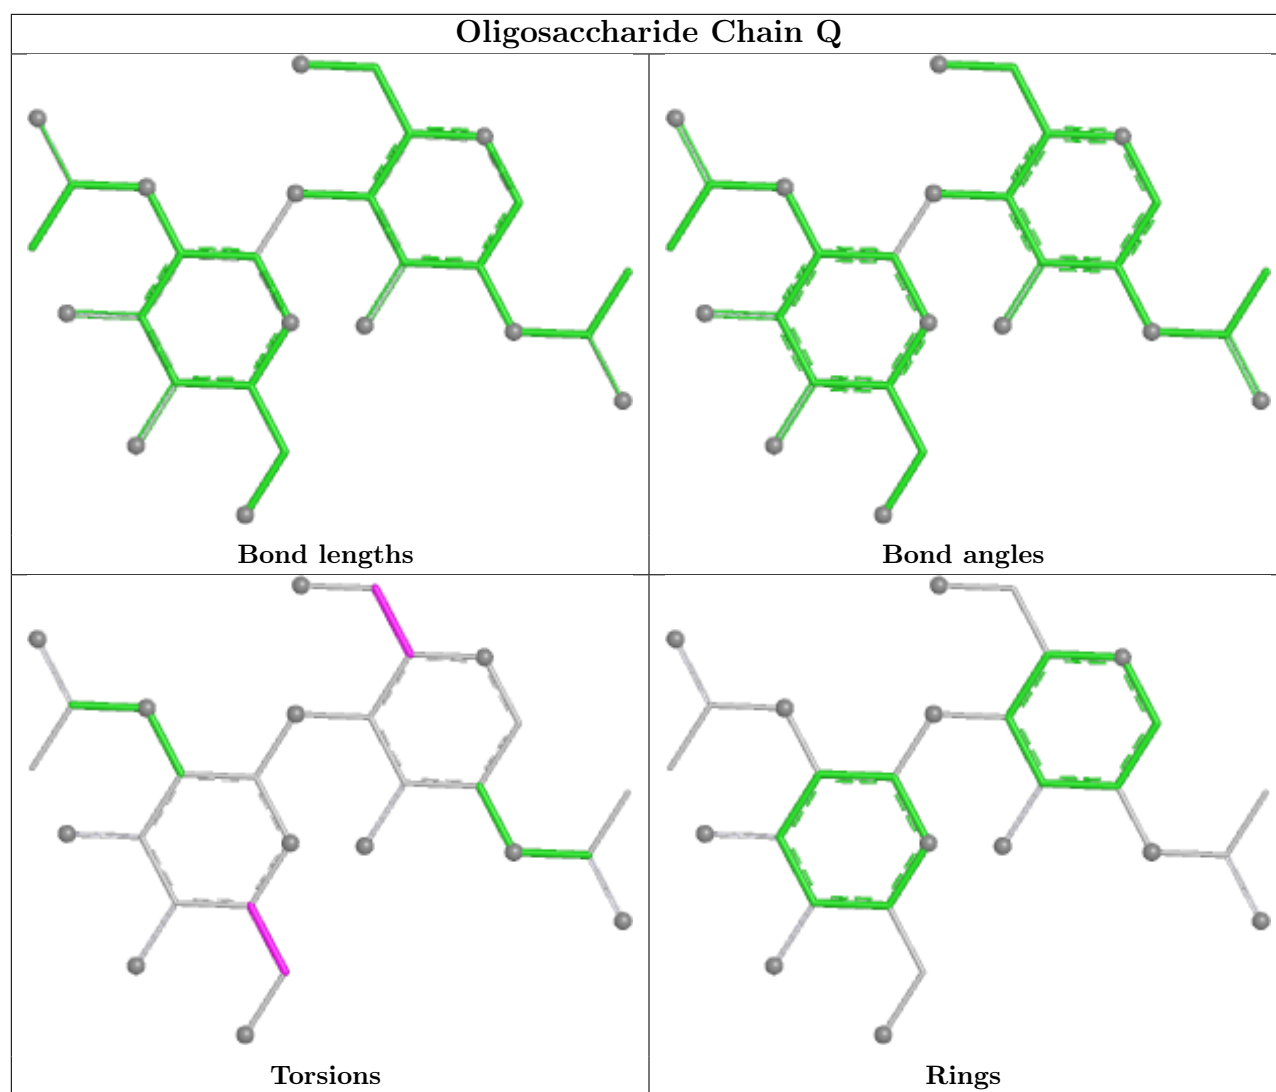 Oligosaccharide Chain Q
Bond lengths
Bond angles
Torsions
Rings